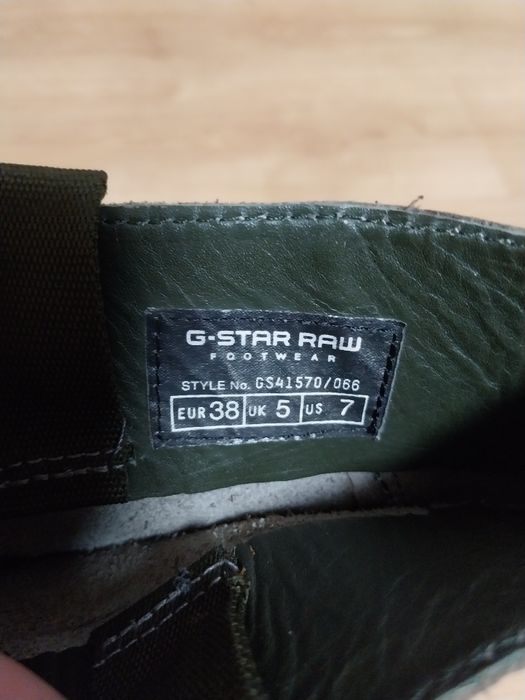 G-STAR RAW
FOOTWEAR
STYLE No. GS41570/066
EUR 38 UK 5 US 7